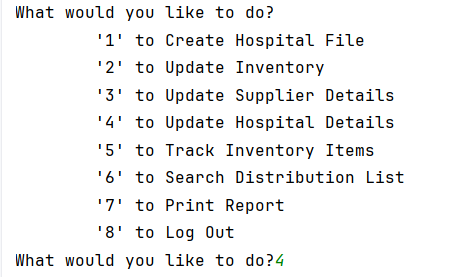 What would you like to do?
'1' to Create Hospital File
'2' to Update Inventory
'3' to Update Supplier Details
'4' to Update Hospital Details
'5' to Track Inventory Items
'6' to Search Distribution List
'7' to Print Report
'8' to Log Out
What would you like to do?4